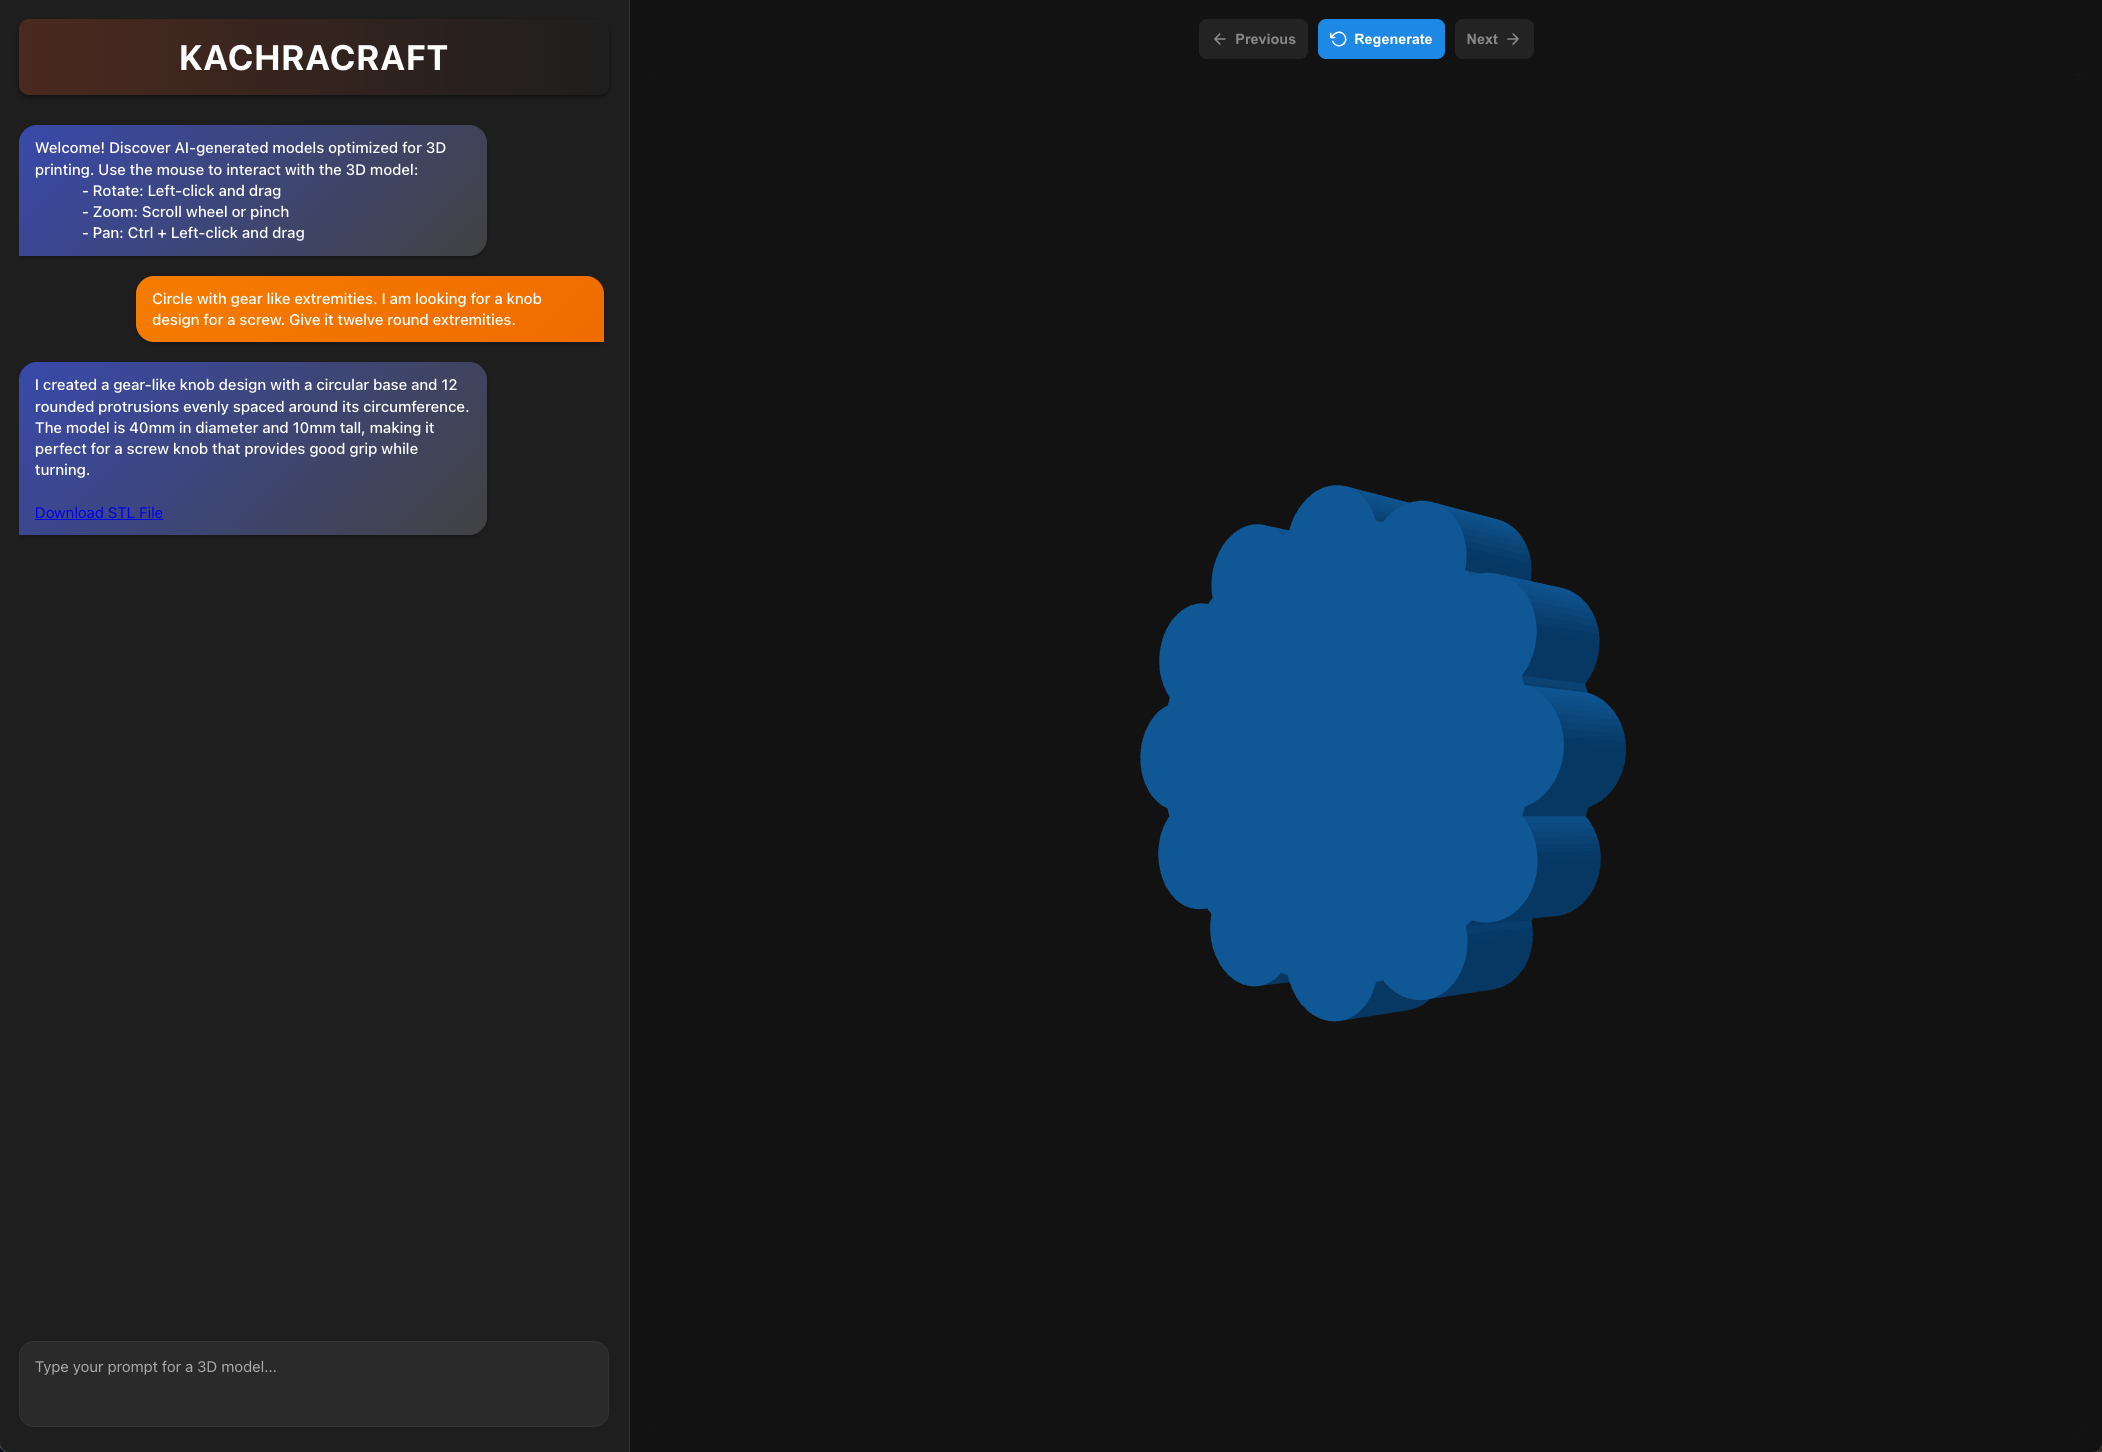 KACHRACRAFT
Previous
Regenerate
Next
Welcome! Discover AI-generated models optimized for 3D
printing. Use the mouse to interact with the 3D model:
- Rotate: Left-click and drag
- Zoom: Scroll wheel or pinch
- Pan: Ctrl + Left-click and drag
Circle with gear like extremities. I am looking for a knob
design for a screw. Give it twelve round extremities.
I created a gear-like knob design with a circular base and 12
rounded protrusions evenly spaced around its circumference.
The model is 40mm in diameter and 10mm tall, making it
perfect for a screw knob that provides good grip while
turning.
Download STL File
Type your prompt for a 3D model...